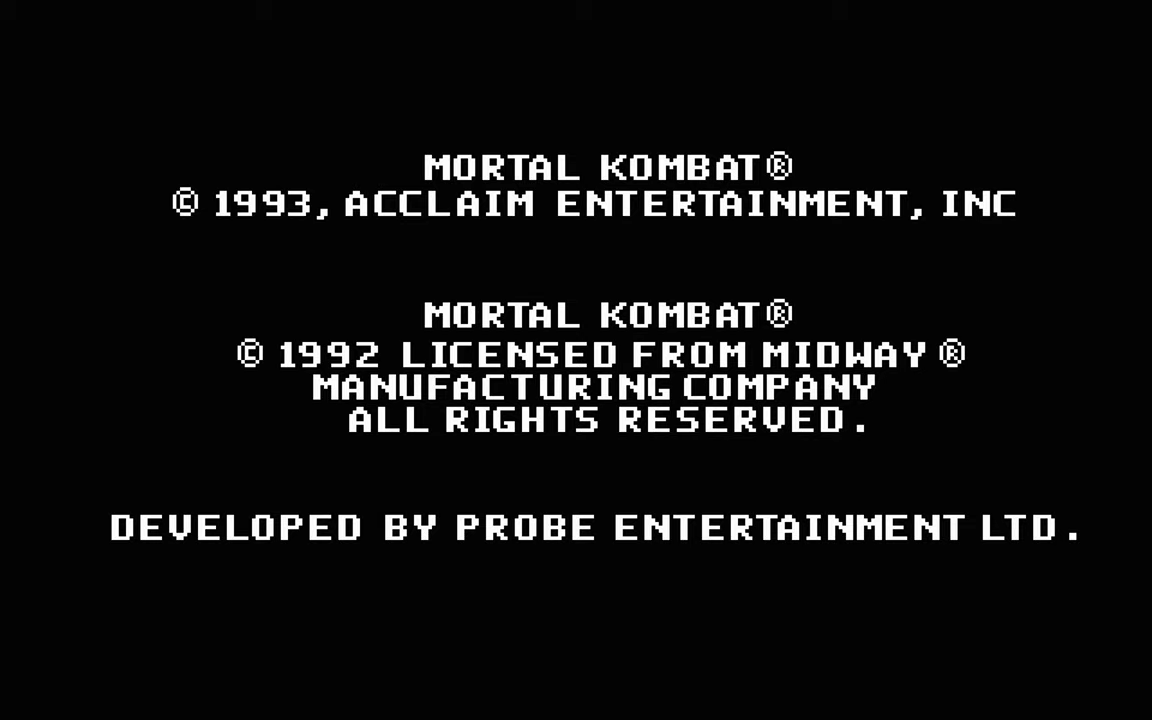 MORTAL KOMBAT®
© 1993, ACCLAIM ENTERTAINMENT, INC
MORTAL KOMBAT®
© 1992 LICENSED FROM MIDWAY ®
MANUFACTURING COMPANY
ALL RIGHTS RESERVED.
DEVELOPED BY PROBE ENTERTAINMENT LTD.